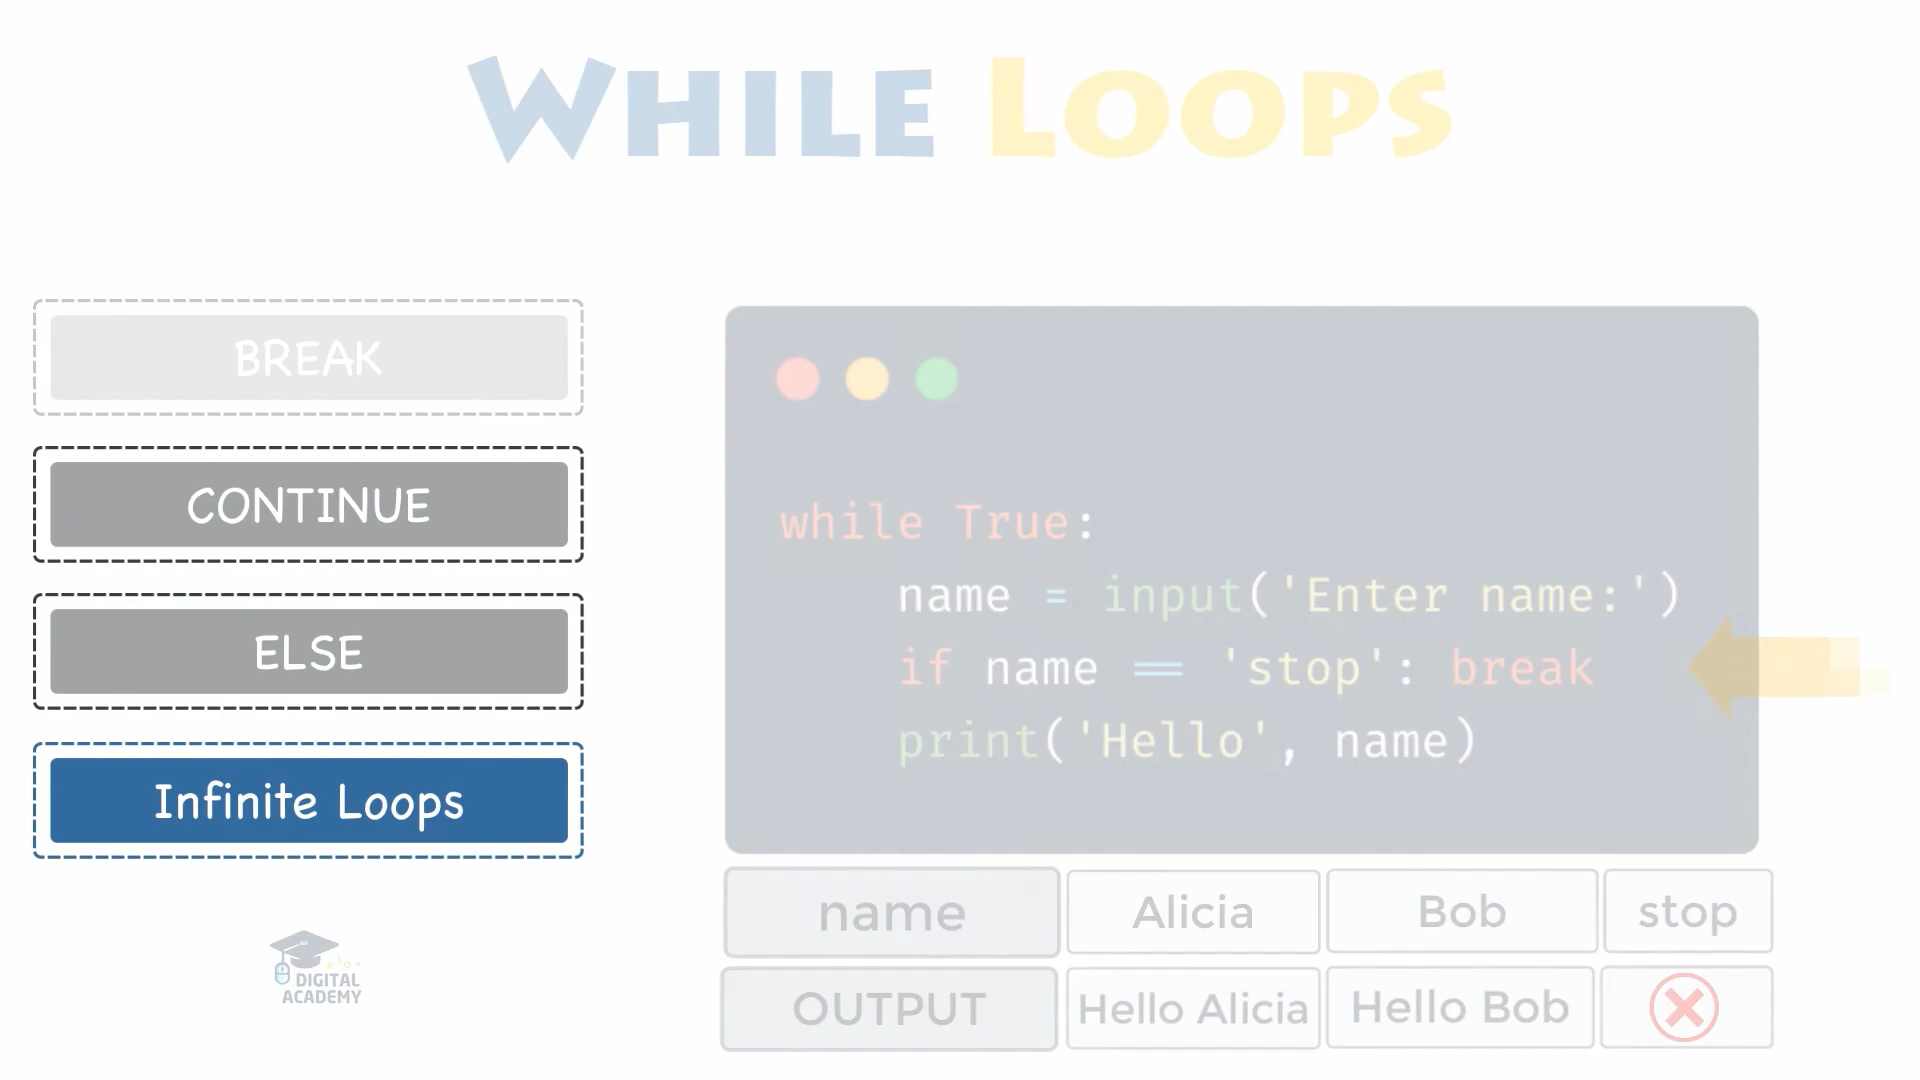 WHILE LOOPS
BREAK
CONTINUE
ELSE
Infinite Loops
while True:
name = input('Enter name:')
if name == 'stop': break
print('Hello', name)
name Alicia Bob stop
OUTPUT Hello Alicia Hello Bob
DIGITAL
ACADEMY